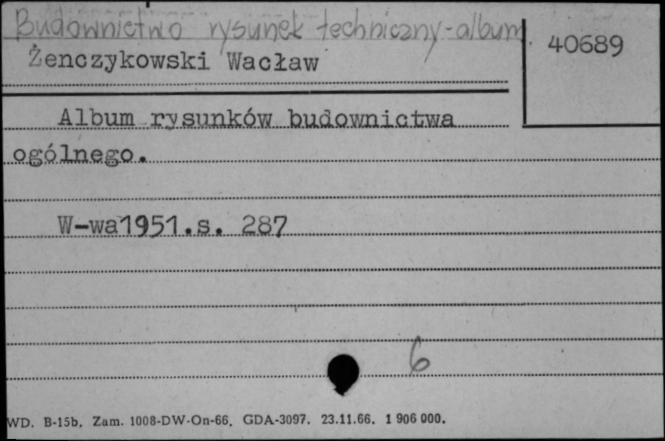 Budownictwo rysunek techniczny-album
40689
Żenczykowski Wacław
Album rysunków budownictwa
ogólnego.
W-wa1951.s. 287
6
WD. B-15b. Zam. 1008-DW-On-66. GDA-3097. 23.11.66. 1 906 000.